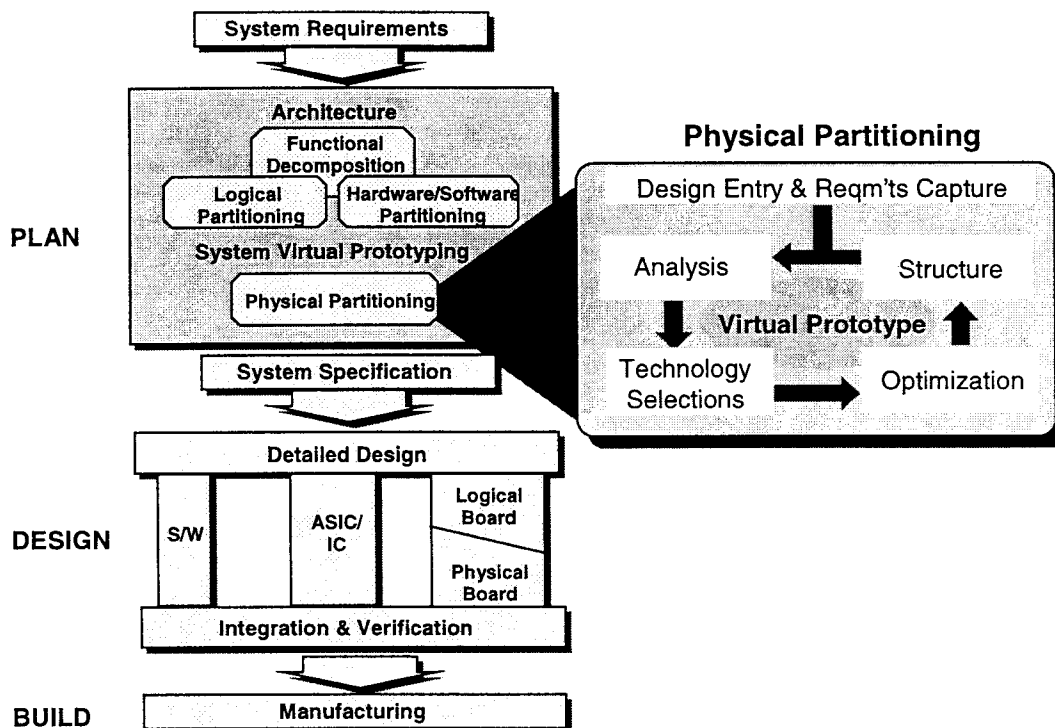 System Requirements
Architecture
Functional
Decomposition
Logical
Partitioning
Hardware/Software
Partitioning
PLAN
System Virtual Prototyping
Physical Partitioning
System Specification
Physical Partitioning
Design Entry & Reqm'ts Capture
Analysis
Structure
Virtual Prototype
Technology
Selections
Optimization
Detailed Design
DESIGN
S/W
ASIC/
IC
Logical
Board
Physical
Board
Integration & Verification
BUILD
Manufacturing